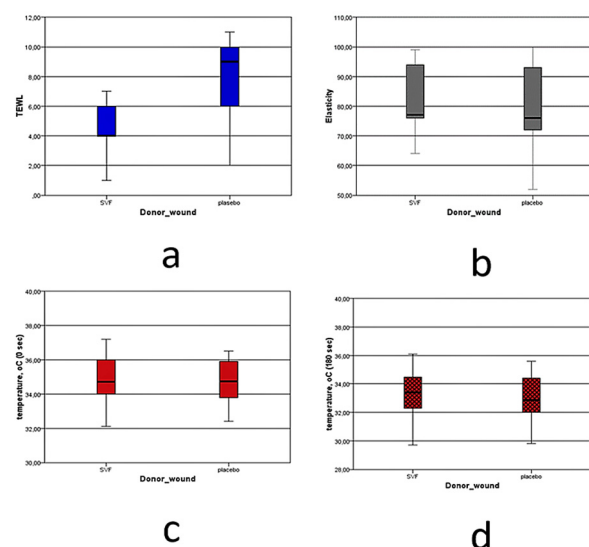 12,00
10,00
8,00
6,00
4,00
2,00
,00
TEWL
SVF
plasebo
Donor_wound
a
110,00
100,00
90,00
80,00
70,00
60,00
50,00
Elasticity
SVF
placebo
Donor_wound
b
40,00
38,00
36,00
34,00
32,00
30,00
temperature, oC (0 sec)
SVF
placebo
Donor_wound
c
40,00
38,00
36,00
34,00
32,00
30,00
28,00
temperature, oC (180 sec)
SVF
placebo
Donor_wound
d